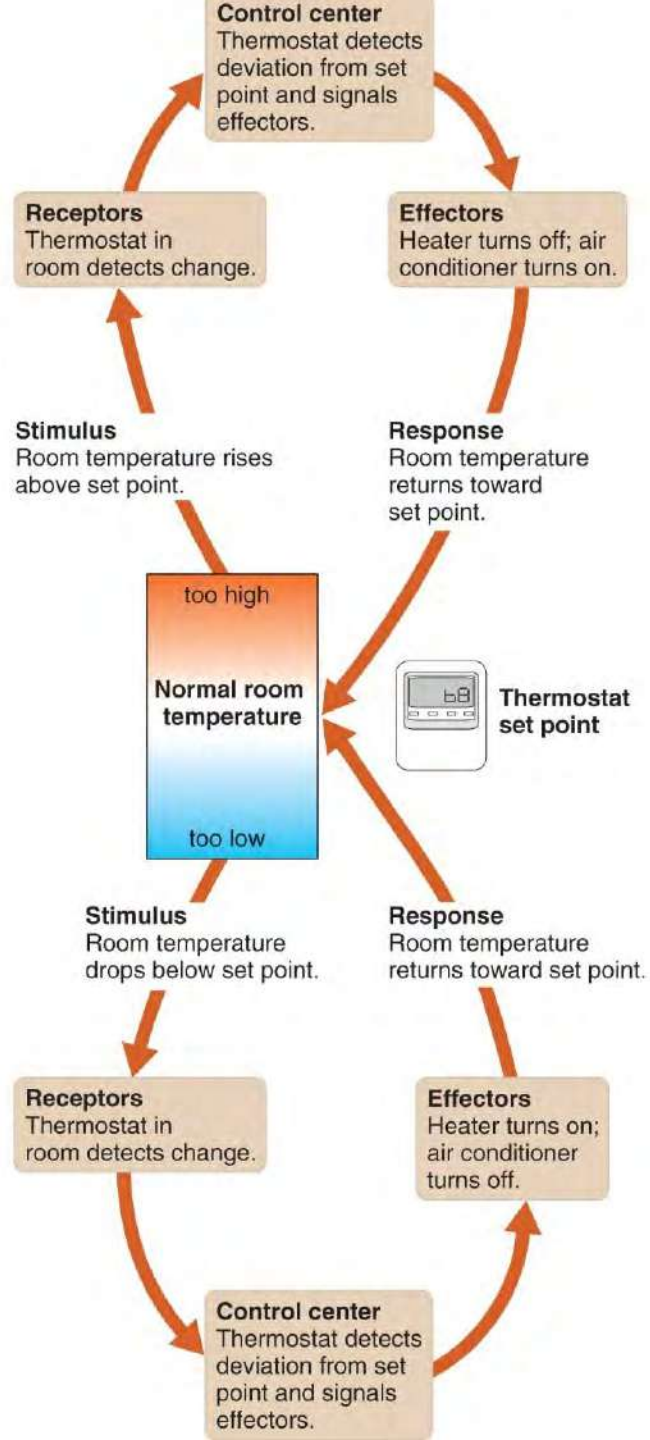 Control center
Thermostat detects
deviation from set
point and signals
effectors.
Receptors
Thermostat in
room detects change.
Effectors
Heater turns off; air
conditioner turns on.
Stimulus
Room temperature rises
above set point.
Response
Room temperature
returns toward
set point.
too high
Normal room
temperature
too low
68
Thermostat
set point
Stimulus
Room temperature
drops below set point.
Response
Room temperature
returns toward set point.
Receptors
Thermostat in
room detects change.
Effectors
Heater turns on;
air conditioner
turns off.
Control center
Thermostat detects
deviation from set
point and signals
effectors.